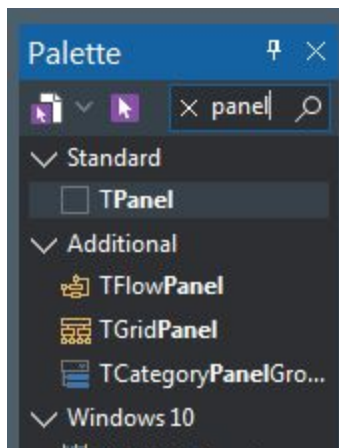 Palette
panel
Standard
TPanel
Additional
TFlowPanel
TGridPanel
TCategoryPanelGro...
Windows 10